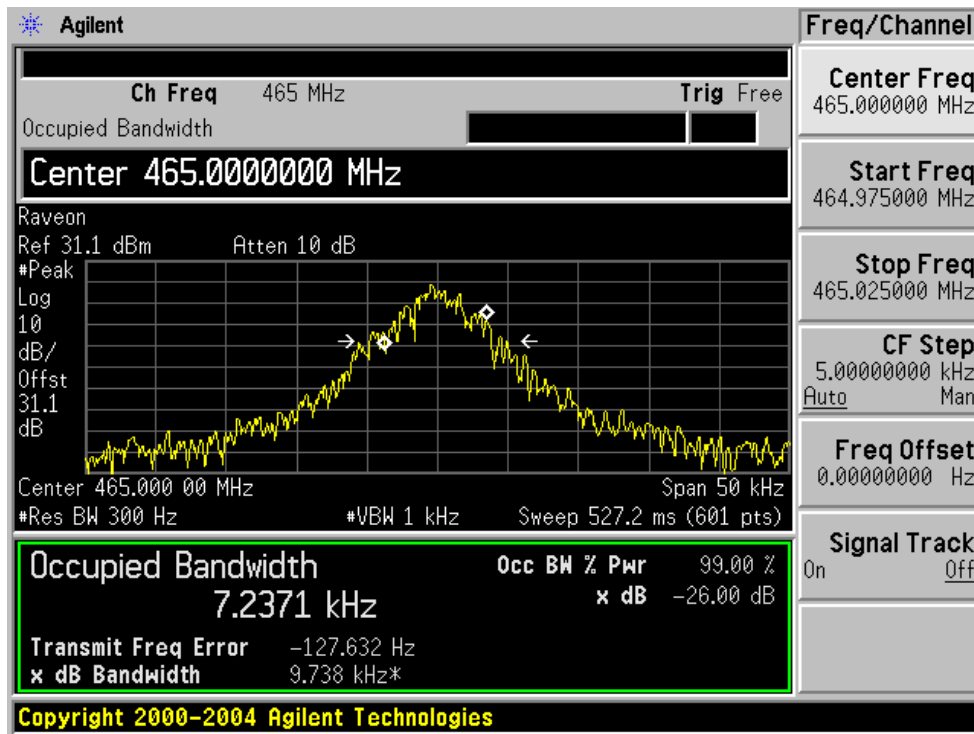 Agilent
Freq/Channel
Ch Freq 465 MHz Trig Free
Occupied Bandwidth
Center 465.0000000 MHz
Raveon
Ref 31.1 dBm Atten 10 dB
#Peak
Log
10
dB/
Offst
31.1
dB
Center 465.000 00 MHz Span 50 kHz
#Res BW 300 Hz #VBW 1 kHz Sweep 527.2 ms (601 pts)
Occupied Bandwidth Occ BW % Pwr 99.00 %
7.2371 kHz x dB -26.00 dB
Transmit Freq Error -127.632 Hz
x dB Bandwidth 9.738 kHz*
Copyright 2000-2004 Agilent Technologies
Center Freq
465.000000 MHz
Start Freq
464.975000 MHz
Stop Freq
465.025000 MHz
CF Step
5.00000000 kHz
Auto Man
Freq Offset
0.00000000 Hz
Signal Track
On Off